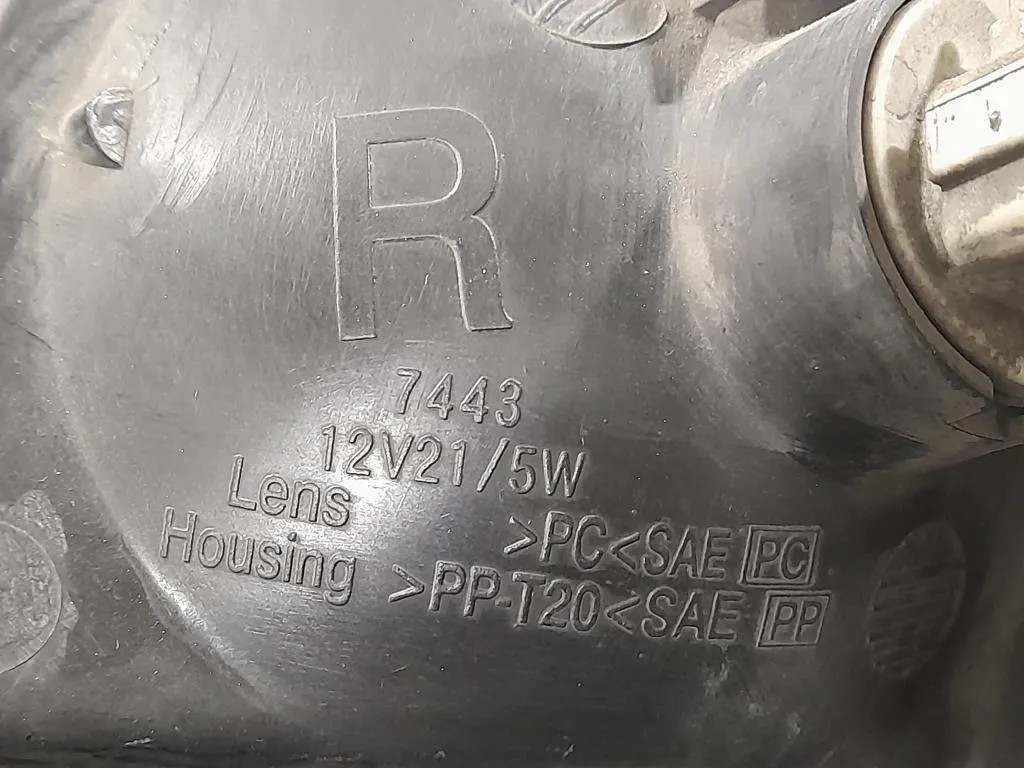 R
7443
12V21/5W
Lens >PC<SAE PC
Housing >PP-T20<SAE PP